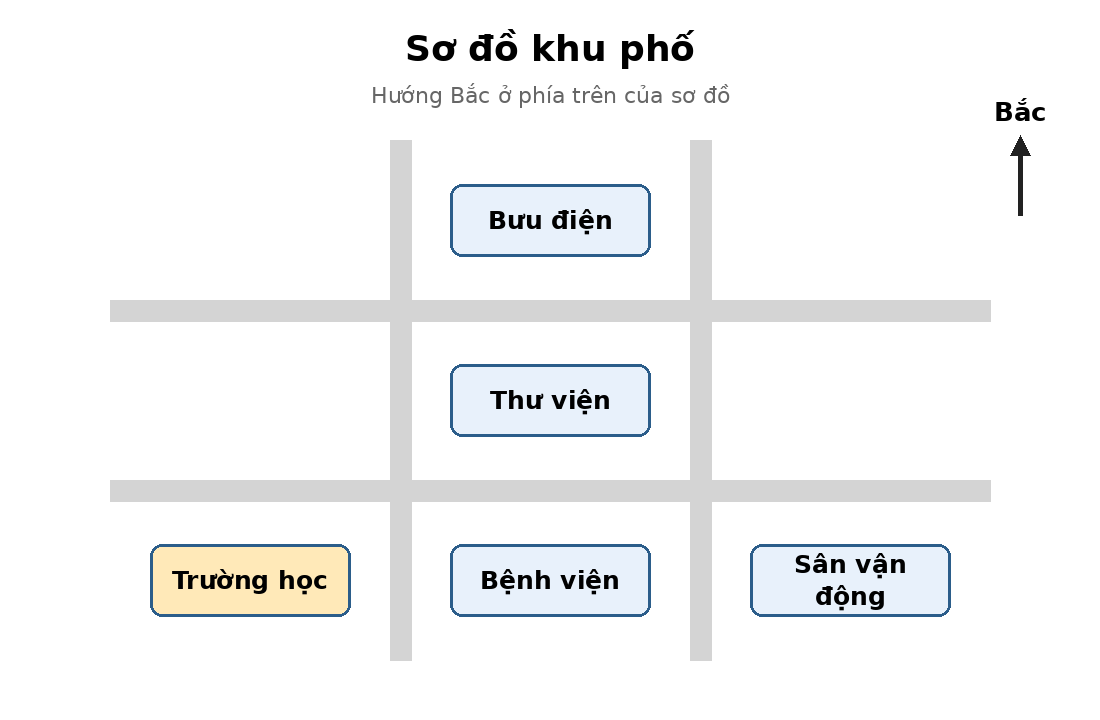 Sơ đồ khu phố
Hướng Bắc ở phía trên của sơ đồ
Bắc
Bưu điện
Thư viện
Trường học
Bệnh viện
Sân vận
động